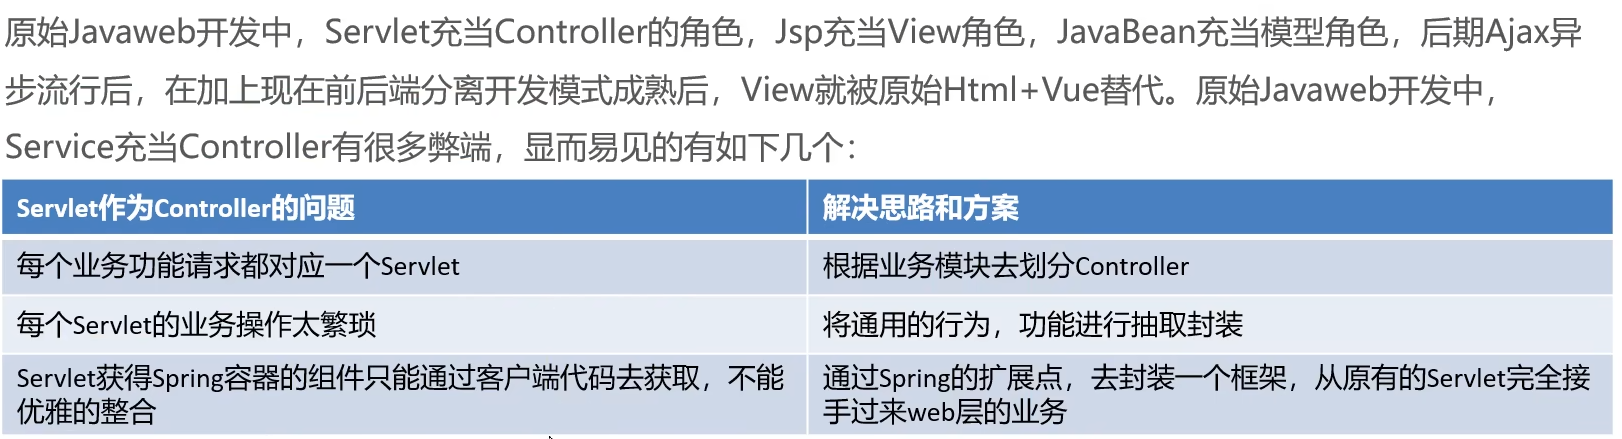 原始Javaweb开发中，Servlet充当Controller的角色，Jsp充当View角色，JavaBean充当模型角色，后期Ajax异
步流行后，在加上现在前后端分离开发模式成熟后，View就被原始Html+Vue替代。原始Javaweb开发中，
Service充当Controller有很多弊端，显而易见的有如下几个：
Servlet作为Controller的问题
解决思路和方案
每个业务功能请求都对应一个Servlet
根据业务模块去划分Controller
每个Servlet的业务操作太繁琐
将通用的行为，功能进行抽取封装
Servlet获得Spring容器的组件只能通过客户端代码去获取，不能
优雅的整合
通过Spring的扩展点，去封装一个框架，从原有的Servlet完全接
手过来web层的业务